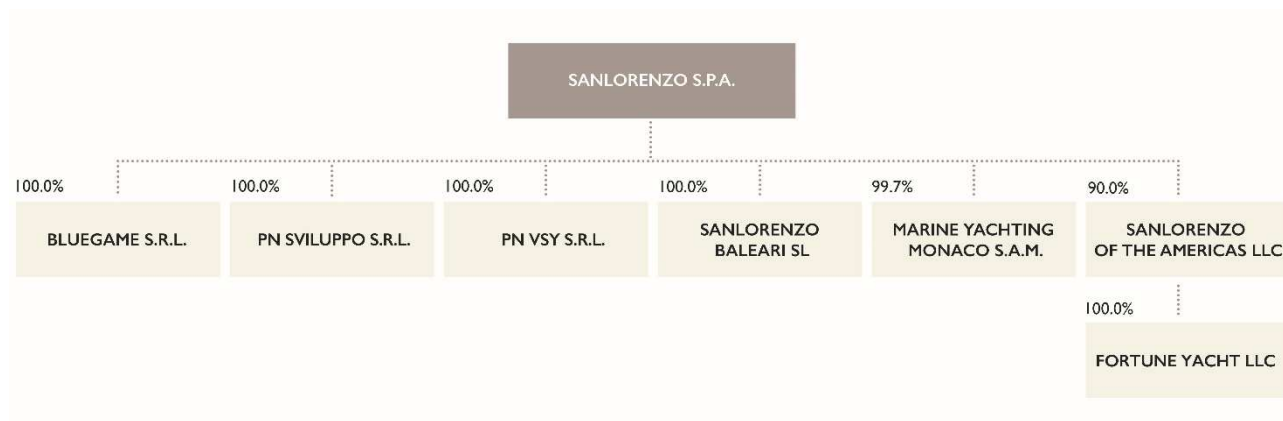 SANLORENZO S.P.A.
100.0%
100.0%
100.0%
100.0%
99.7%
90.0%
BLUEGAME S.R.L.
PN SVILUPPO S.R.L.
PN VSY S.R.L.
SANLORENZO
BALEARI SL
MARINE YACHTING
MONACO S.A.M.
SANLORENZO
OF THE AMERICAS LLC
100.0%
FORTUNE YACHT LLC